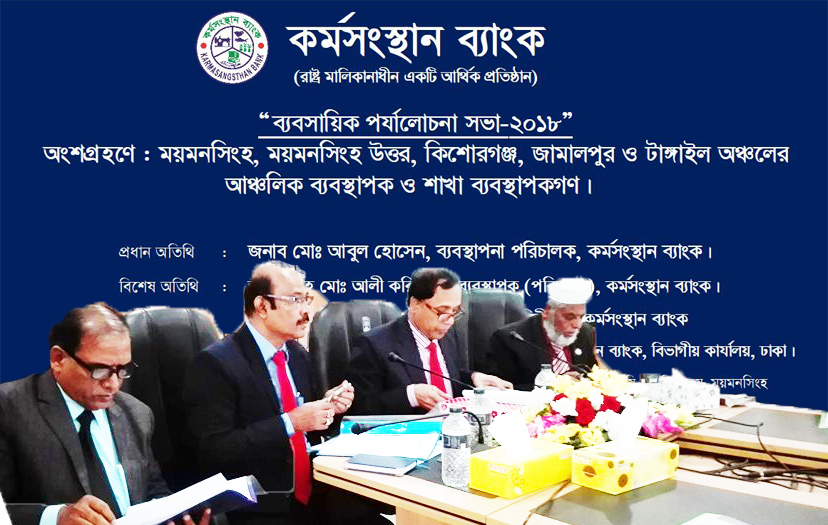 কর্মসংস্থান ব্যাংক
KARMASANGSTHAN BANK
কর্মসংস্থান ব্যাংক
(রাষ্ট্র মালিকানাধীন একটি আর্থিক প্রতিষ্ঠান)
“ব্যবসায়িক পর্যালোচনা সভা-২০১৮”
অংশগ্রহণে : ময়মনসিংহ, ময়মনসিংহ উত্তর, কিশোরগঞ্জ, জামালপুর ও টাঙ্গাইল অঞ্চলের
আঞ্চলিক ব্যবস্থাপক ও শাখা ব্যবস্থাপকগণ।
প্রধান অতিথি : জনাব মোঃ আবুল হোসেন, ব্যবস্থাপনা পরিচালক, কর্মসংস্থান ব্যাংক।
বিশেষ অতিথি : মোঃ আলী ব্যবস্থাপক কর্মসংস্থান ব্যাংক।
কর্মসংস্থান ব্যাংক
ব্যাংক, বিভাগীয় কার্যালয়, ঢাকা।
ময়মনসিংহ